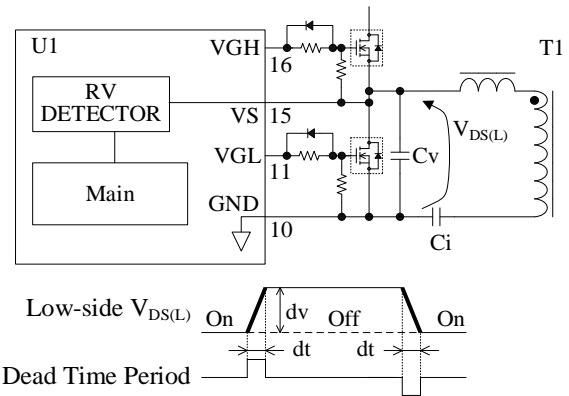 U1
T1
VGH
16
RV
DETECTOR
VS
15
V_DS(L)
VGL
11
Cv
Main
GND
10
Ci
Low-side V_DS(L)
On
dv
Off
On
dt
dt
Dead Time Period